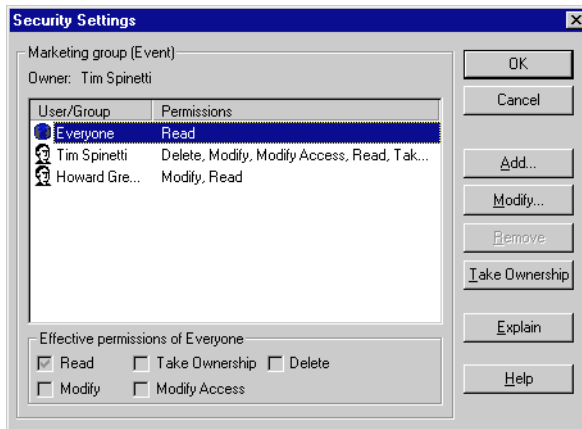 Security Settings
Marketing group (Event)
Owner: Tim Spinetti
User/Group Permissions
Everyone Read
Tim Spinetti Delete, Modify, Modify Access, Read, Tak...
Howard Gre... Modify, Read
Effective permissions of Everyone
Read Take Ownership Delete
Modify Modify Access
OK
Cancel
Add...
Modify...
Remove
Take Ownership
Explain
Help